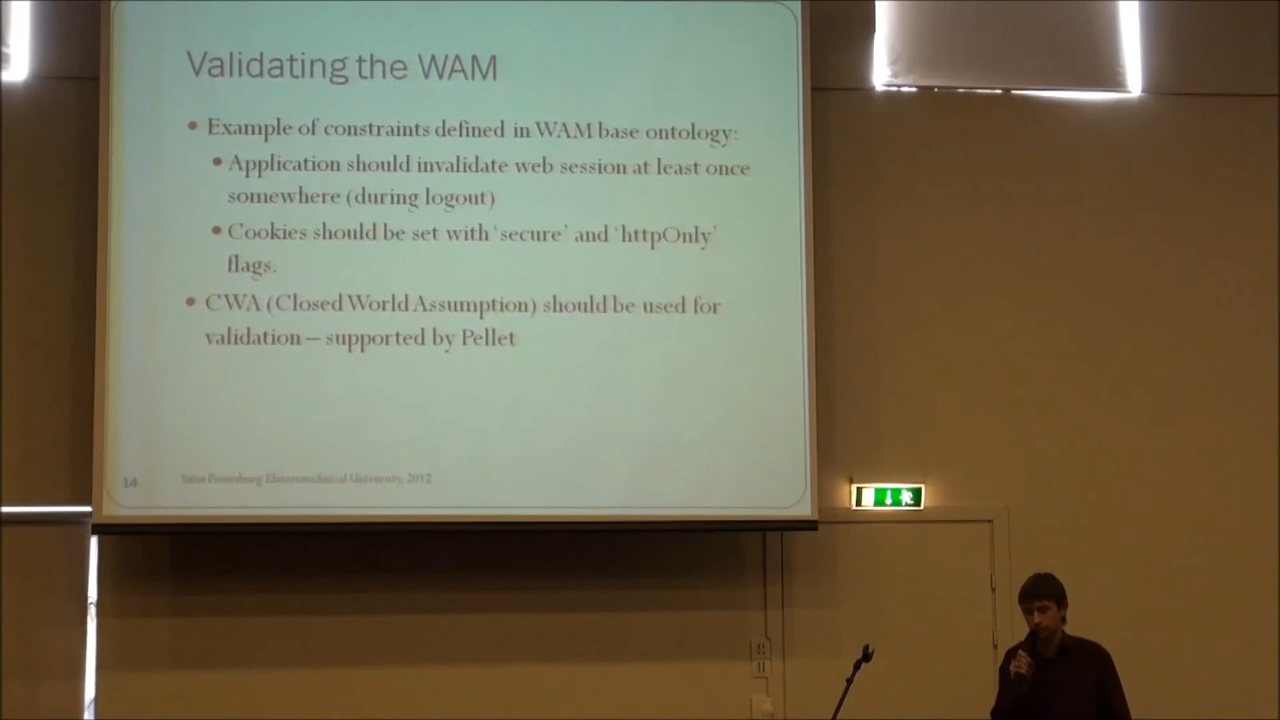 Validating the WAM
Example of constraints defined in WAM base ontology:
Application should invalidate web session at least once
somewhere (during logout)
Cookies should be set with 'secure' and 'httpOnly'
flags.
CWA (Closed World Assumption) should be used for
validation – supported by Pellet
14
Saint Petersburg Electrotechnical University, 2012